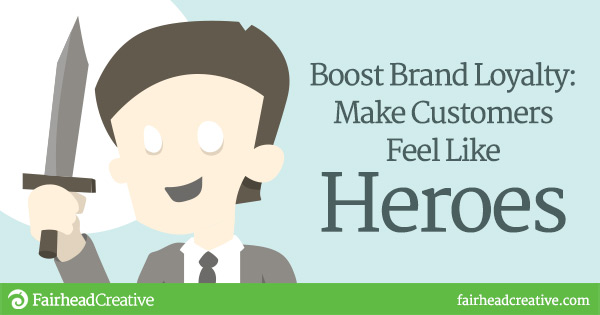 Boost Brand Loyalty:
Make Customers
Feel Like
Heroes
FairheadCreative
fairheadcreative.com